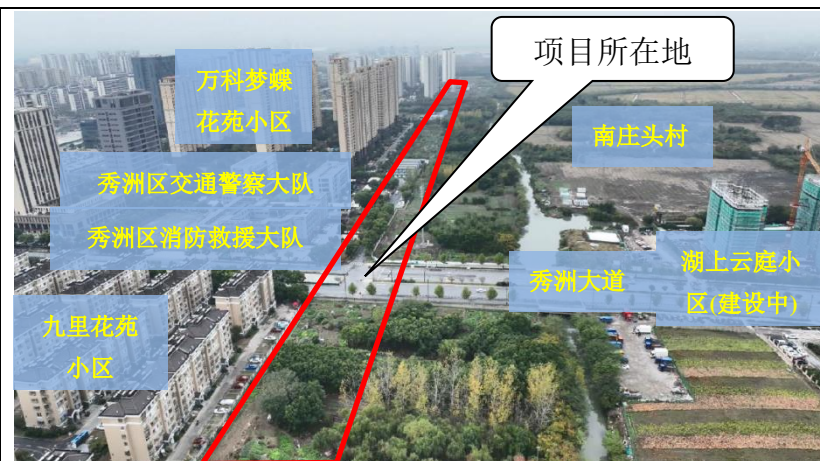 项目所在地
万科梦蝶
花苑小区
南庄头村
秀洲区交通警察大队
秀洲区消防救援大队
秀洲大道
湖上云庭小
区(建设中)
九里花苑
小区